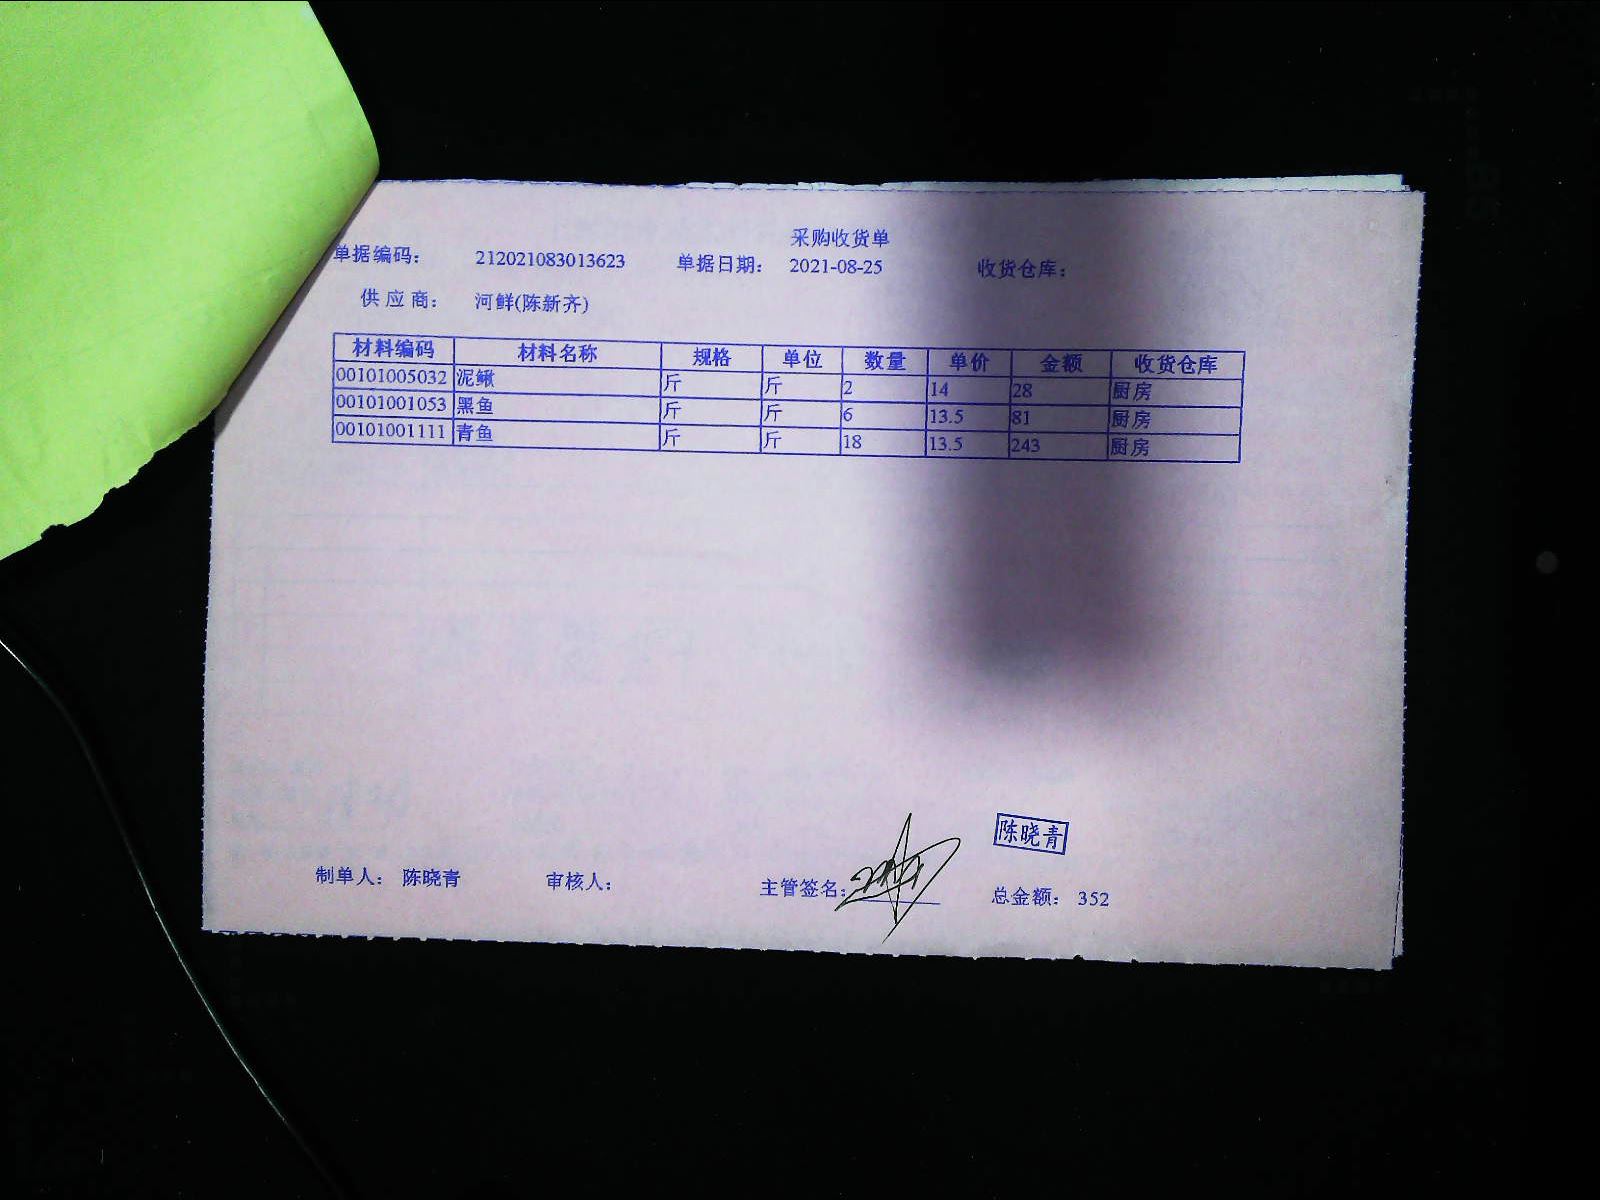 采购收货单
单据编码： 212021083013623 单据日期： 2021-08-25 收货仓库：
供应商： 河鲜(陈新齐)
材料编码 材料名称 规格 单位 数量 单价 金额 收货仓库
00101005032 泥鳅 斤 斤 2 14 28 厨房
00101001053 黑鱼 斤 斤 6 13.5 81 厨房
00101001111 青鱼 斤 斤 18 13.5 243 厨房
陈晓青
制单人： 陈晓青 审核人： 主管签名： 总金额： 352